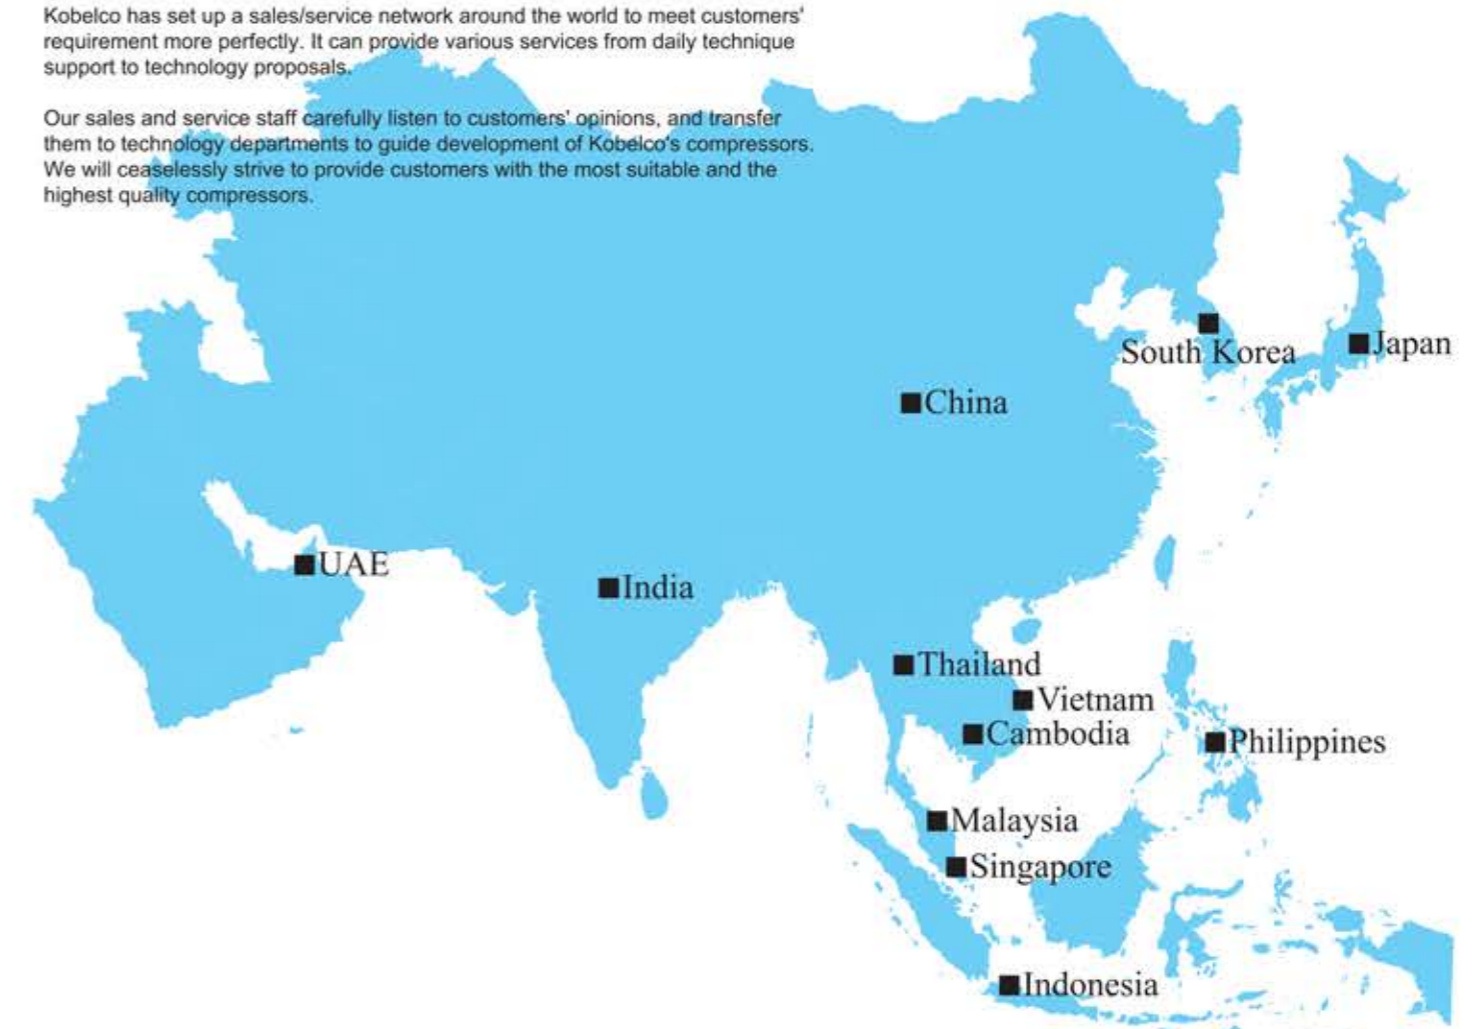 Kobelco has set up a sales/service network around the world to meet customers'
requirement more perfectly. It can provide various services from daily technique
support to technology proposals.
Our sales and service staff carefully listen to customers' opinions, and transfer
them to technology departments to guide development of Kobelco's compressors.
We will ceaselessly strive to provide customers with the most suitable and the
highest quality compressors.
South Korea
Japan
China
UAE
India
Thailand
Vietnam
Cambodia
Philippines
Malaysia
Singapore
Indonesia